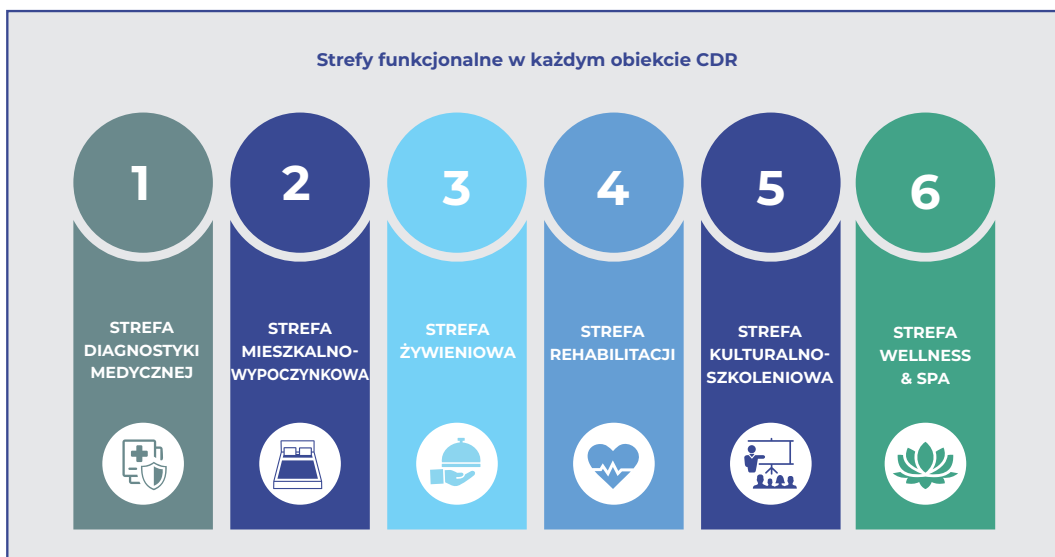 Strefy funkcjonalne w każdym obiekcie CDR
1
STREFA
DIAGNOSTYKI
MEDYCZNEJ
2
STREFA
MIESZKALNO-
WYPOCZYNKOWA
3
STREFA
ŻYWIENIOWA
4
STREFA
REHABILITACJI
5
STREFA
KULTURALNO-
SZKOLENIOWA
6
STREFA
WELLNESS
& SPA